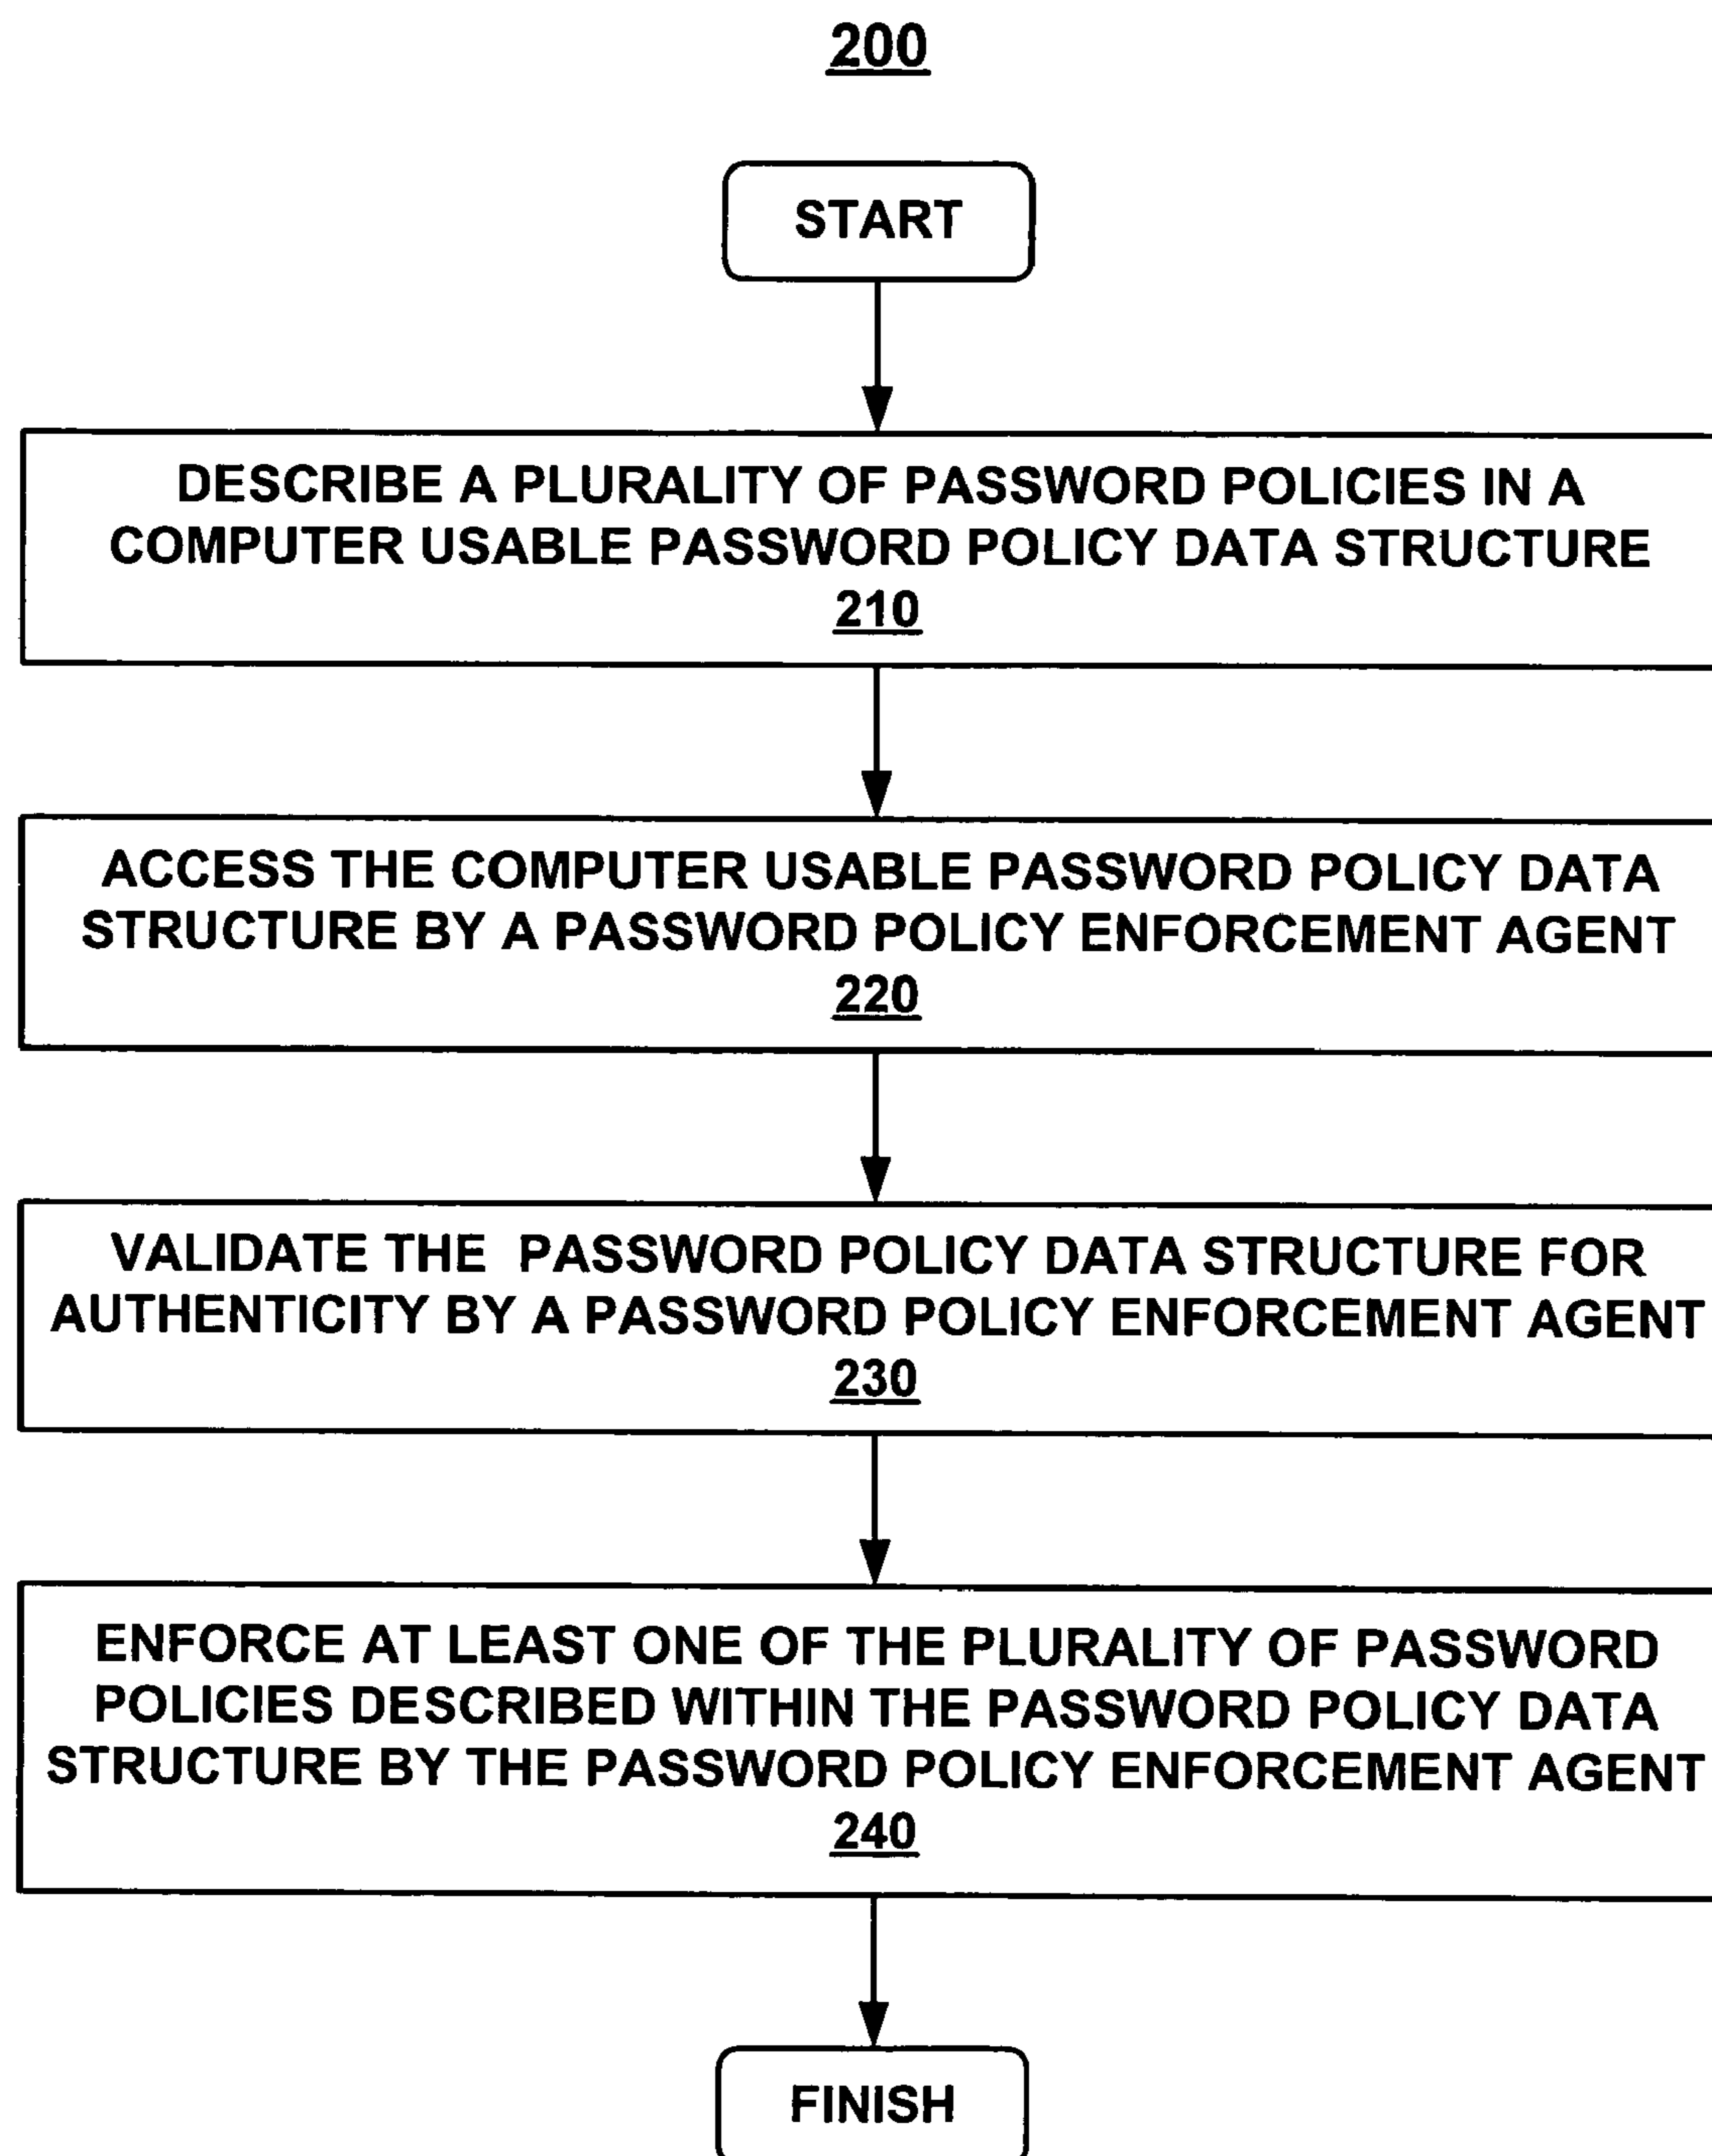 200
START
DESCRIBE A PLURALITY OF PASSWORD POLICIES IN A
COMPUTER USABLE PASSWORD POLICY DATA STRUCTURE
210
ACCESS THE COMPUTER USABLE PASSWORD POLICY DATA
STRUCTURE BY A PASSWORD POLICY ENFORCEMENT AGENT
220
VALIDATE THE PASSWORD POLICY DATA STRUCTURE FOR
AUTHENTICITY BY A PASSWORD POLICY ENFORCEMENT AGENT
230
ENFORCE AT LEAST ONE OF THE PLURALITY OF PASSWORD
POLICIES DESCRIBED WITHIN THE PASSWORD POLICY DATA
STRUCTURE BY THE PASSWORD POLICY ENFORCEMENT AGENT
240
FINISH